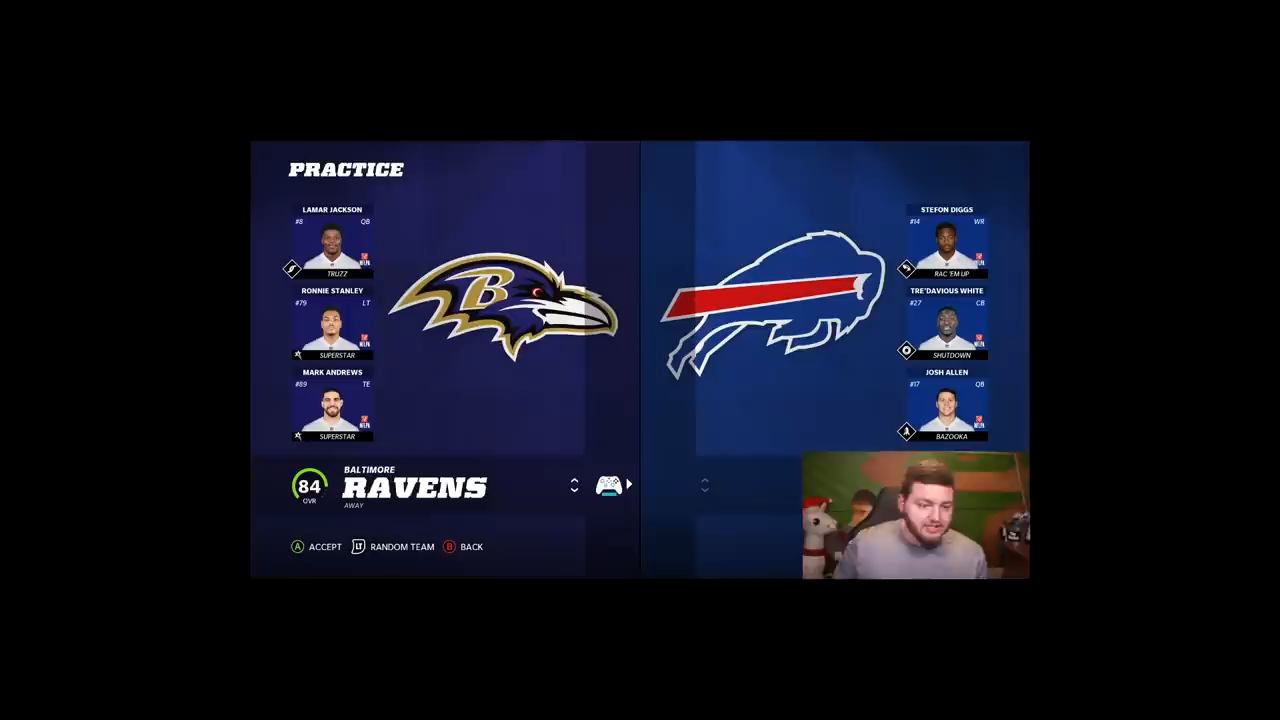 PRACTICE
LAMAR JACKSON
#8 QB
TRUZZ
RONNIE STANLEY
#79 LT
SUPERSTAR
MARK ANDREWS
#89 TE
SUPERSTAR
B
STEFON DIGGS
#14 WR
RAC 'EM UP
TRE'DAVIOUS WHITE
#27 CB
SHUTDOWN
JOSH ALLEN
#17 QB
BAZOOKA
84
OVR
BALTIMORE
RAVENS
AWAY
A ACCEPT LT RANDOM TEAM B BACK